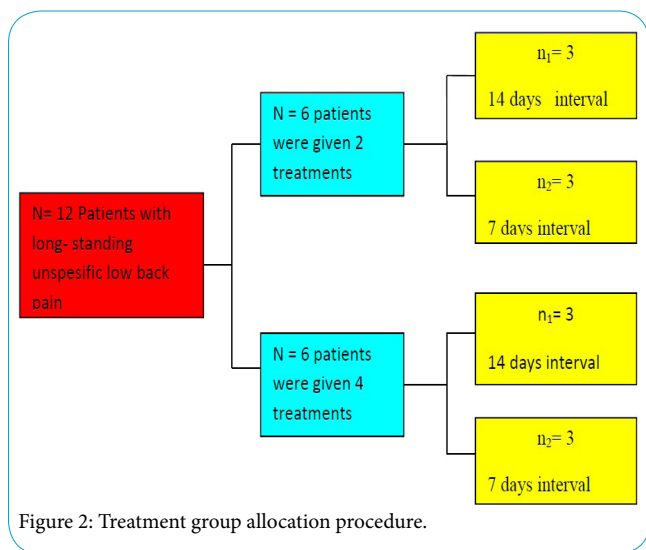 N= 12 Patients with
long- standing
unspesific low back
pain
N = 6 patients
were given 2
treatments
n₁= 3
14 days interval
n₂= 3
7 days interval
N = 6 patients
were given 4
treatments
n₁= 3
14 days interval
n₂= 3
7 days interval
Figure 2: Treatment group allocation procedure.